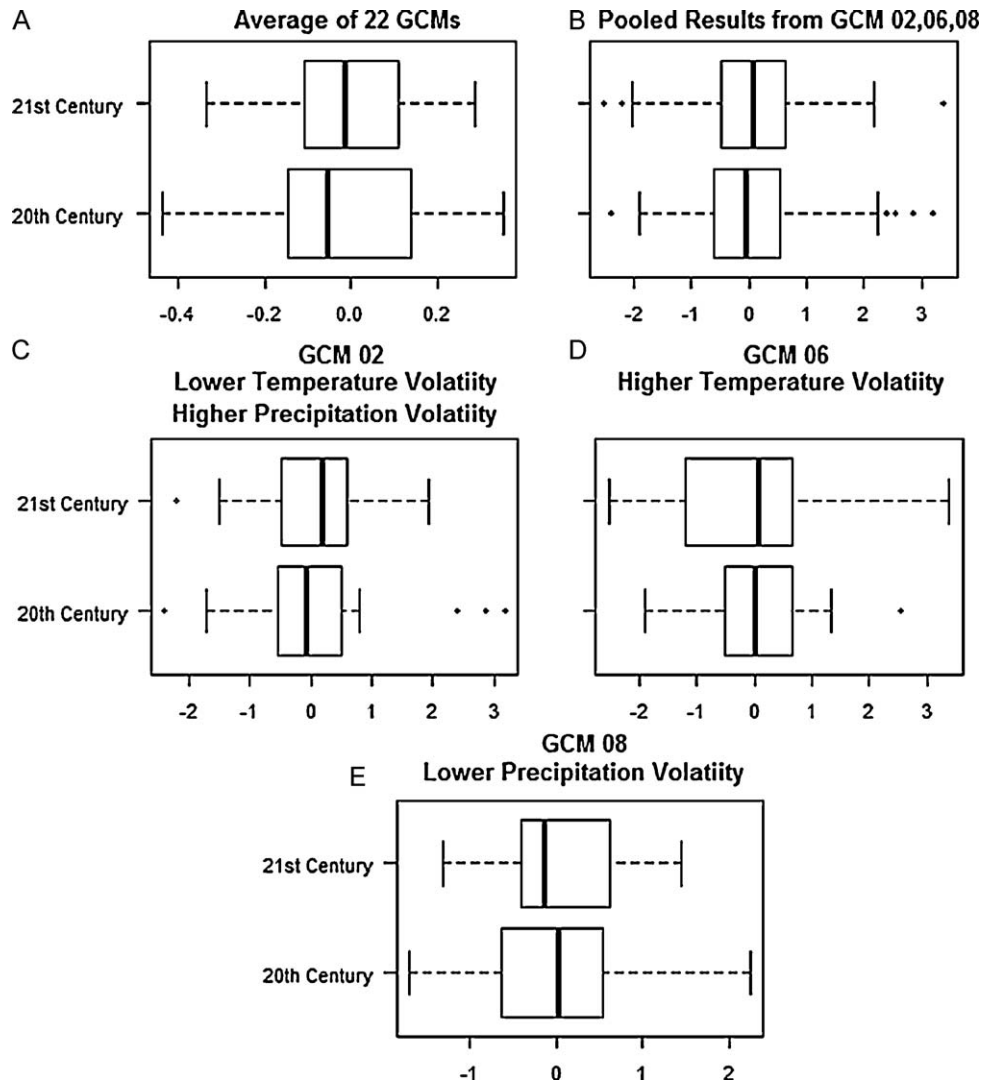 A
Average of 22 GCMs
21st Century
20th Century
-0.4 -0.2 0.0 0.2
B
Pooled Results from GCM 02,06,08
-2 -1 0 1 2 3
C
GCM 02
Lower Temperature Volatiity
Higher Precipitation Volatiity
21st Century
20th Century
-2 -1 0 1 2 3
D
GCM 06
Higher Temperature Volatiity
-2 -1 0 1 2 3
E
GCM 08
Lower Precipitation Volatiity
21st Century
20th Century
-1 0 1 2